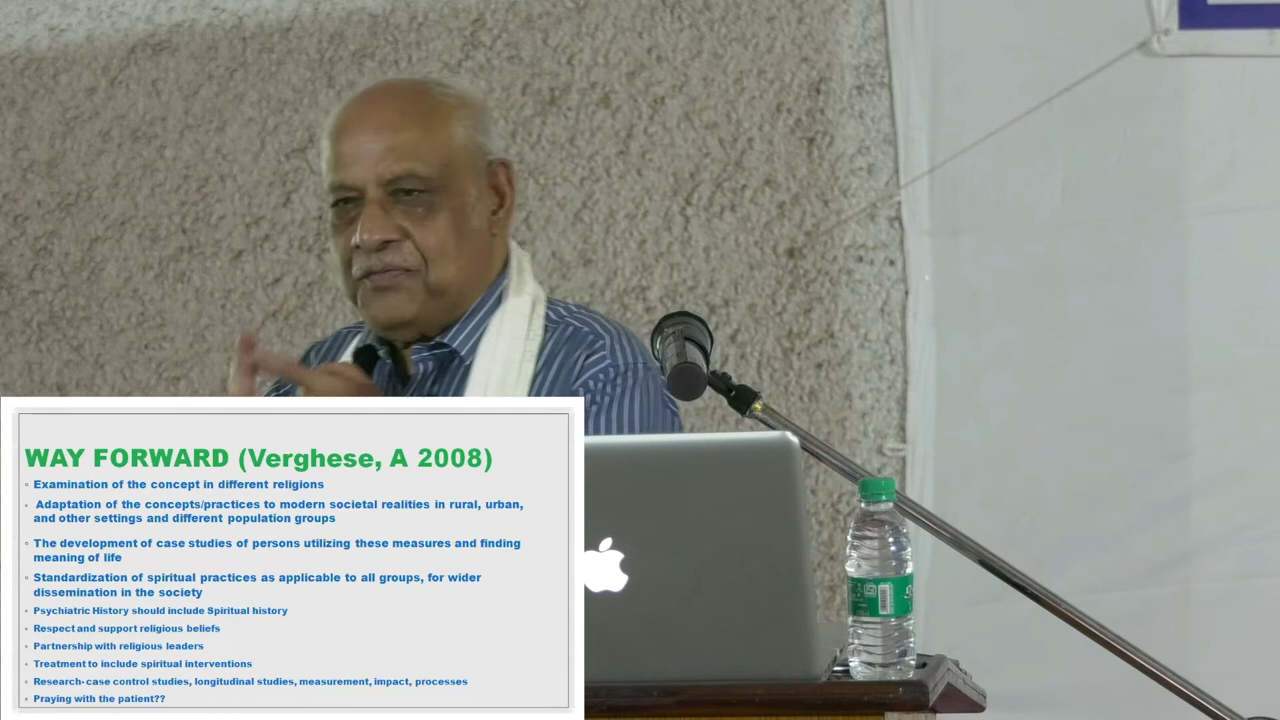 WAY FORWARD (Verghese, A 2008)
Examination of the concept in different religions
Adaptation of the concepts/practices to modern societal realities in rural, urban,
and other settings and different population groups
The development of case studies of persons utilizing these measures and finding
meaning of life
Standardization of spiritual practices as applicable to all groups, for wider
dissemination in the society
Psychiatric History should include Spiritual history
Respect and support religious beliefs
Partnership with religious leaders
Treatment to include spiritual interventions
Research- case control studies, longitudinal studies, measurement, impact, processes
Praying with the patient??